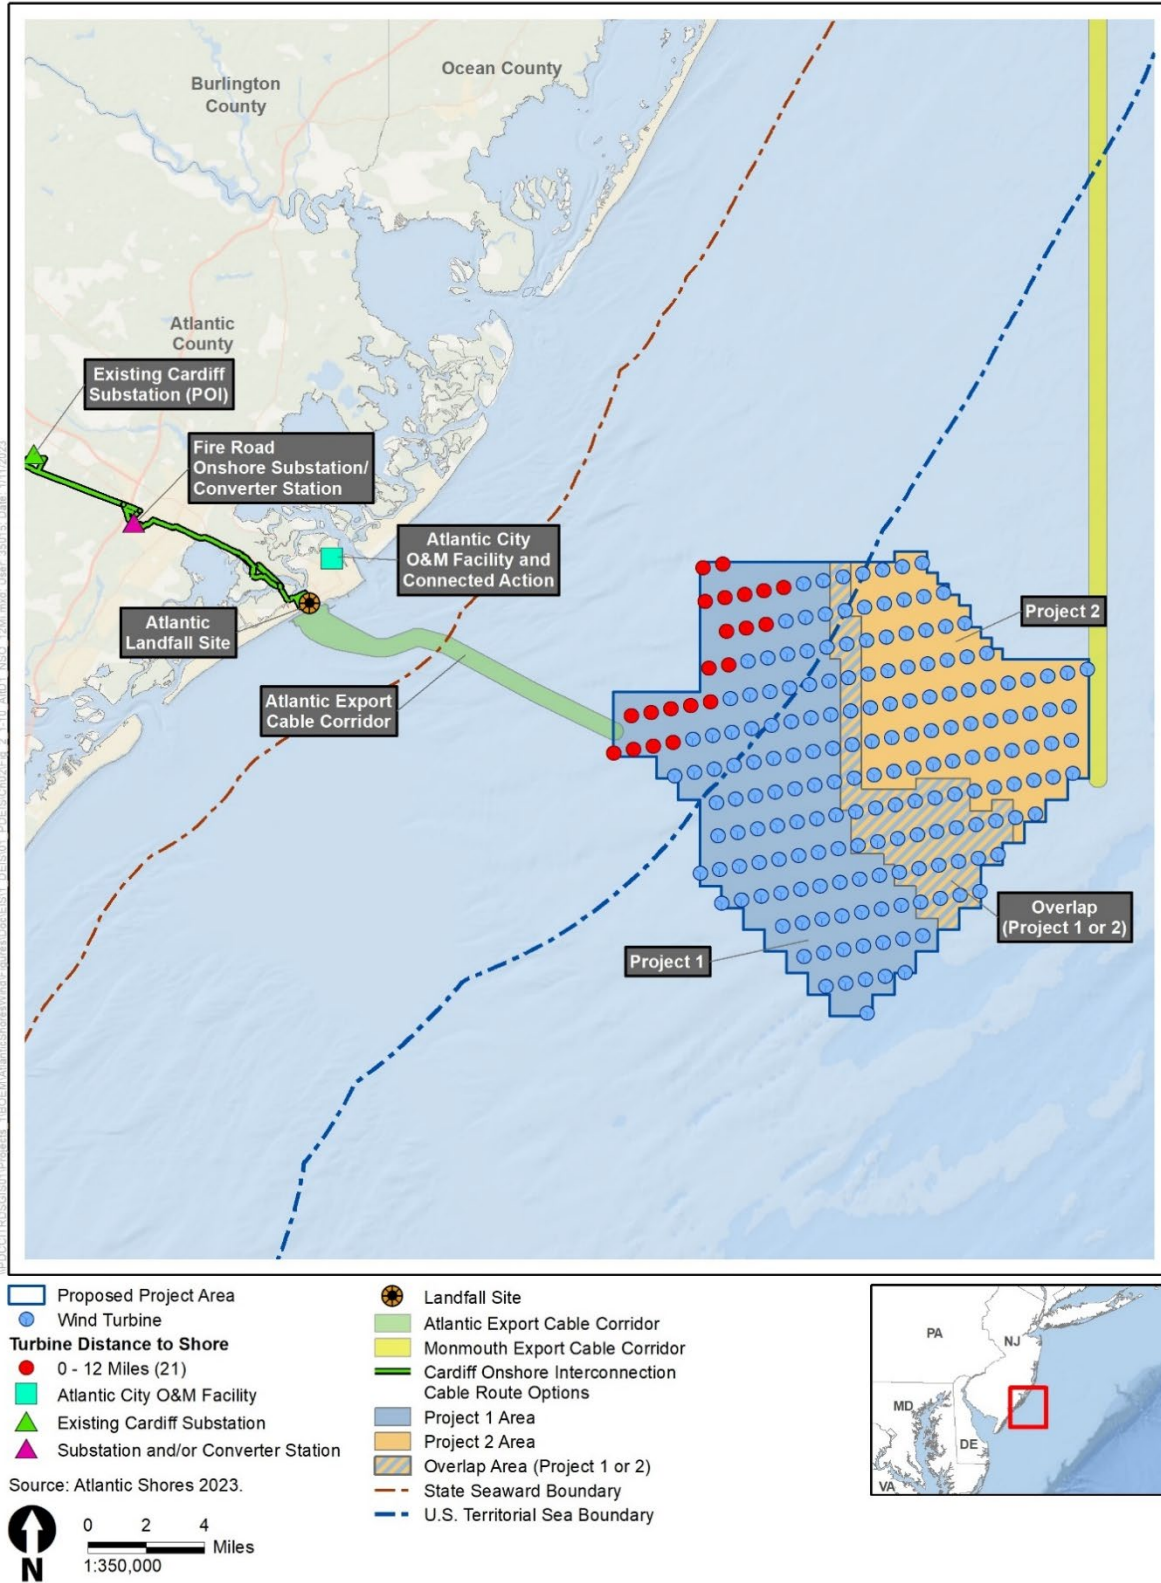 Ocean County
Burlington
County
Atlantic
County
Existing Cardiff
Substation (POI)
Fire Road
Onshore Substation/
Converter Station
Atlantic City
O&M Facility and
Connected Action
Atlantic
Landfall Site
Atlantic Export
Cable Corridor
Project 2
Overlap
(Project 1 or 2)
Project 1
Proposed Project Area
Wind Turbine
Turbine Distance to Shore
0 - 12 Miles (21)
Atlantic City O&M Facility
Existing Cardiff Substation
Substation and/or Converter Station
Source: Atlantic Shores 2023.
N
0 2 4
Miles
1:350,000
Landfall Site
Atlantic Export Cable Corridor
Monmouth Export Cable Corridor
Cardiff Onshore Interconnection
Cable Route Options
Project 1 Area
Project 2 Area
Overlap Area (Project 1 or 2)
State Seaward Boundary
U.S. Territorial Sea Boundary
PA
NJ
MD
DE
VA